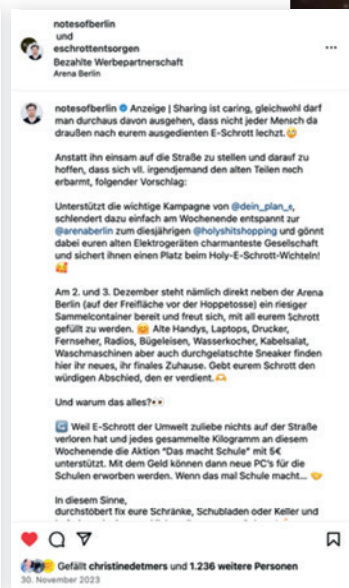 notesofberlin
und
eschrottentsorgen
Bezahlte Werbepartnerschaft
Arena Berlin
notesofberlin Anzeige | Sharing ist caring, gleichwohl darf
man durchaus davon ausgehen, dass nicht jeder Mensch da
draußen nach eurem ausgedienten E-Schrott lechzt.😉
Anstatt ihn einsam auf die Straße zu stellen und darauf zu
hoffen, dass sich vll. irgendjemand den alten Teilen noch
erbarmt, folgender Vorschlag:
Unterstützt die wichtige Kampagne von @dein_plan_e,
schlendert dazu einfach am Wochenende entspannt zur
@arenaberlin zum diesjährigen @holyshitshopping und gönnt
dabei euren alten Elektrogeräten charmanteste Gesellschaft
und sichert ihnen einen Platz beim Holy-E-Schrott-Wichteln!
🥰
Am 2. und 3. Dezember steht nämlich direkt neben der Arena
Berlin (auf der Freifläche vor der Hoppetosse) ein riesiger
Sammelcontainer bereit und freut sich, mit all eurem Schrott
gefüllt zu werden. 🤗 Alte Handys, Laptops, Drucker,
Fernseher, Radios, Bügeleisen, Wasserkocher, Kabelsalat,
Waschmaschinen aber auch durchgelatschte Sneaker finden
hier ihr neues, ihr finales Zuhause. Gebt eurem Schrott den
würdigen Abschied, den er verdient.🫶
Und warum das alles?👀
➡️ Weil E-Schrott der Umwelt zuliebe nichts auf der Straße
verloren hat und jedes gesammelte Kilogramm an diesem
Wochenende die Aktion "Das macht Schule" mit 5€
unterstützt. Mit dem Geld können dann neue PC's für die
Schulen erworben werden. Wenn das mal Schule macht... 🤝
In diesem Sinne,
durchstöbert fix eure Schränke, Schubladen oder Keller und
Gefällt christinedetmers und 1.236 weitere Personen
30. November 2023